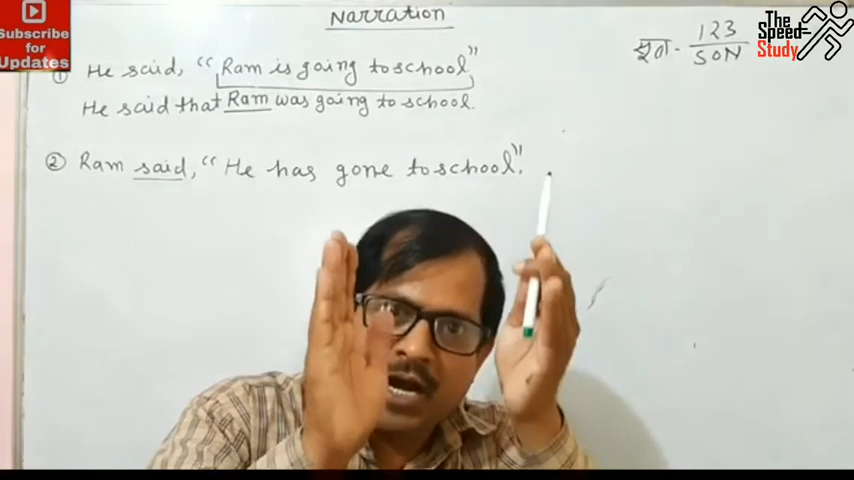 Narration
Subscribe
for
Updates
The
Speed-
Study
सूत्र - 123
SON
① He said, “Ram is going to school”
He said that Ram was going to school.
② Ram said, “He has gone to school”.